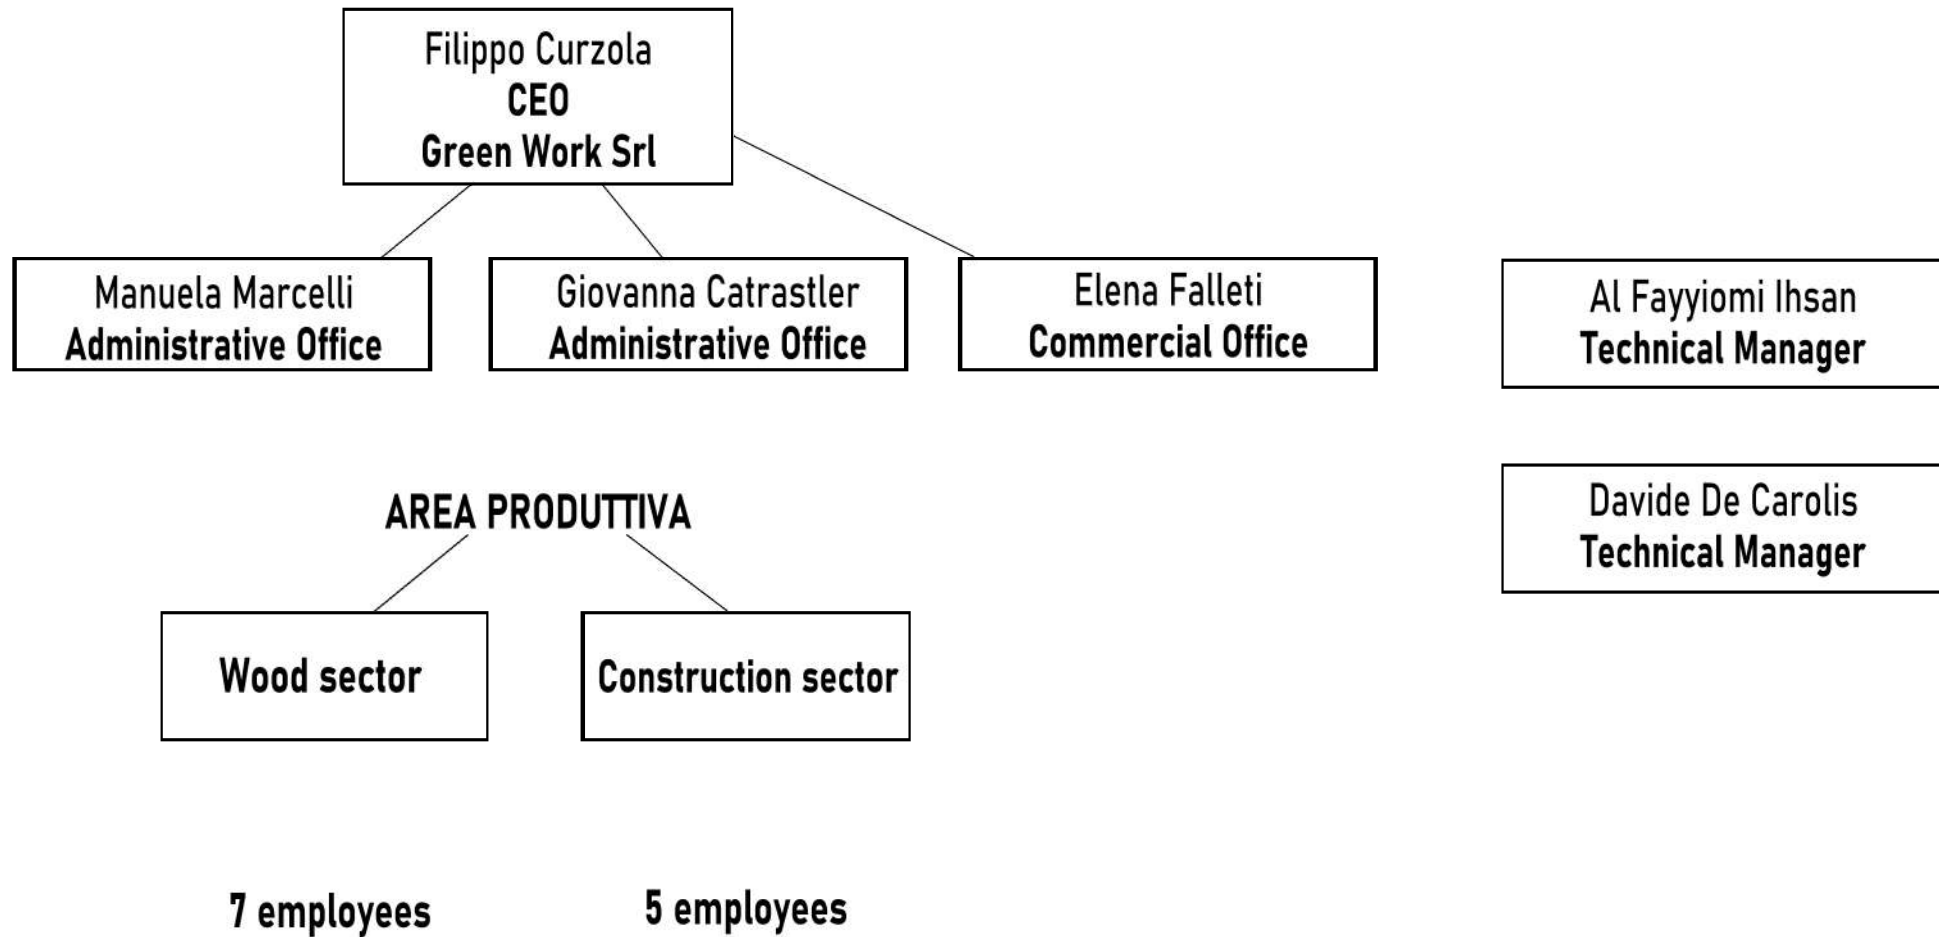 Filippo Curzola
CEO
Green Work Srl
Manuela Marcelli
Administrative Office
Giovanna Catrastler
Administrative Office
Elena Falleti
Commercial Office
Al Fayyiomi Ihsan
Technical Manager
Davide De Carolis
Technical Manager
AREA PRODUTTIVA
Wood sector
Construction sector
7 employees
5 employees